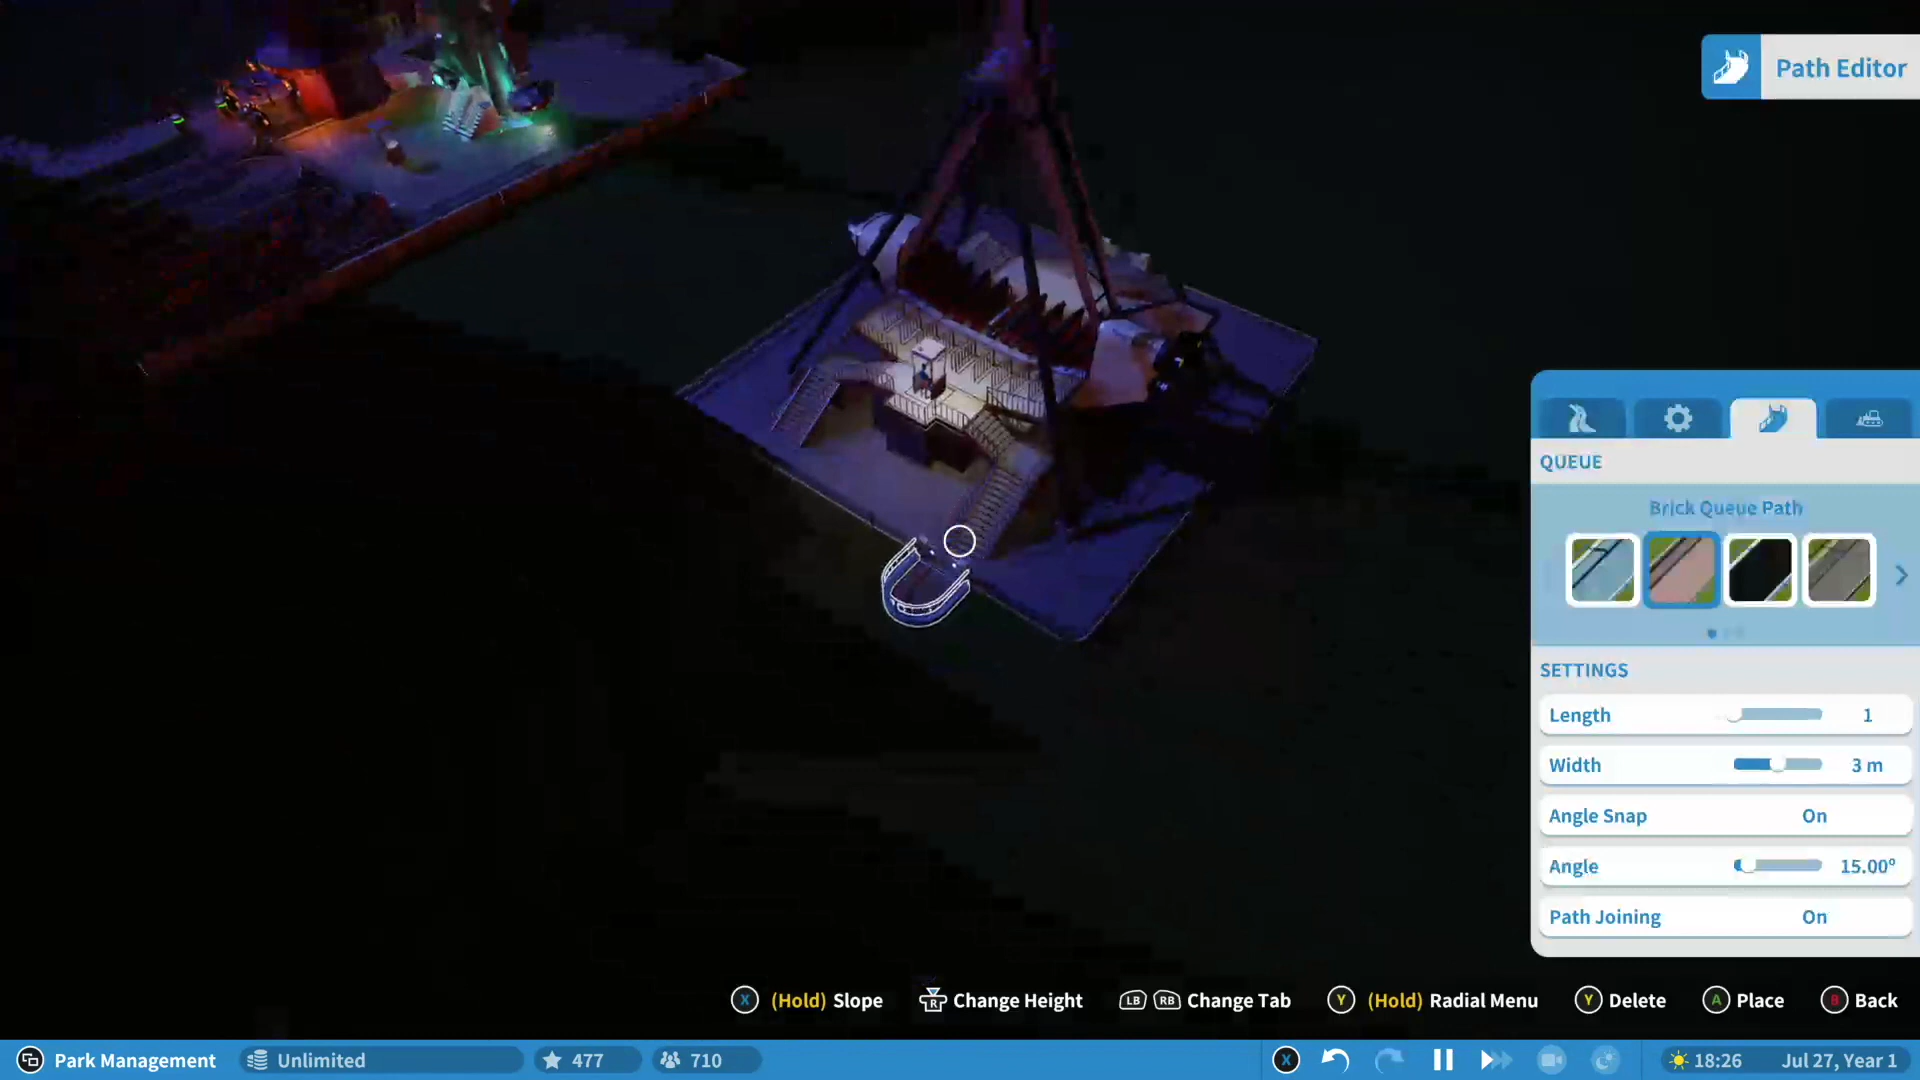 Path Editor
QUEUE
Brick Queue Path
SETTINGS
Length 1
Width 3 m
Angle Snap On
Angle 15.00°
Path Joining On
X (Hold) Slope R Change Height LB RB Change Tab Y (Hold) Radial Menu Y Delete A Place B Back
Park Management Unlimited 477 710 X 18:26 Jul 27, Year 1